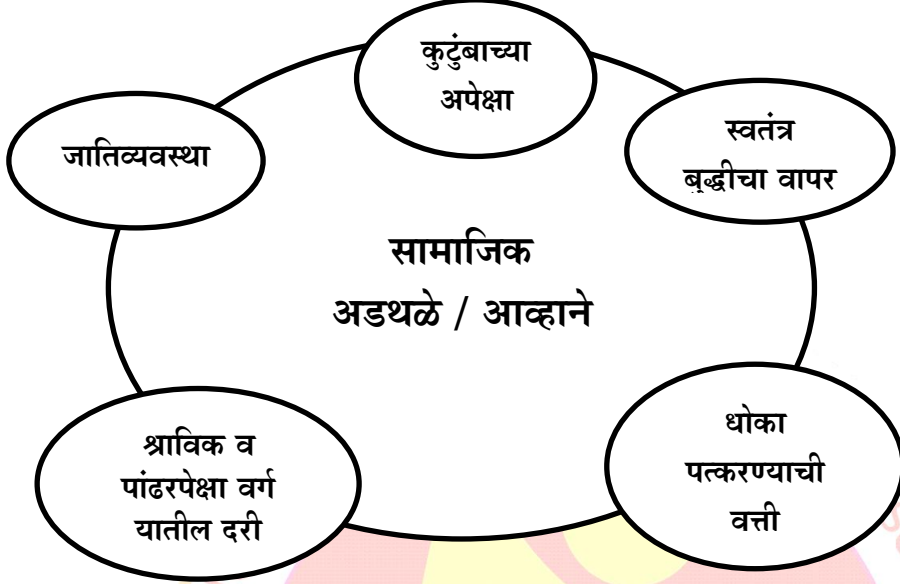 कुटुंबाच्या
अपेक्षा
जातिव्यवस्था
स्वतंत्र
बुद्धीचा वापर
सामाजिक
अडथळे / आव्हाने
श्राविक व
पांढरपेक्षा वर्ग
यातील दरी
धोका
पत्करण्याची
वत्ती